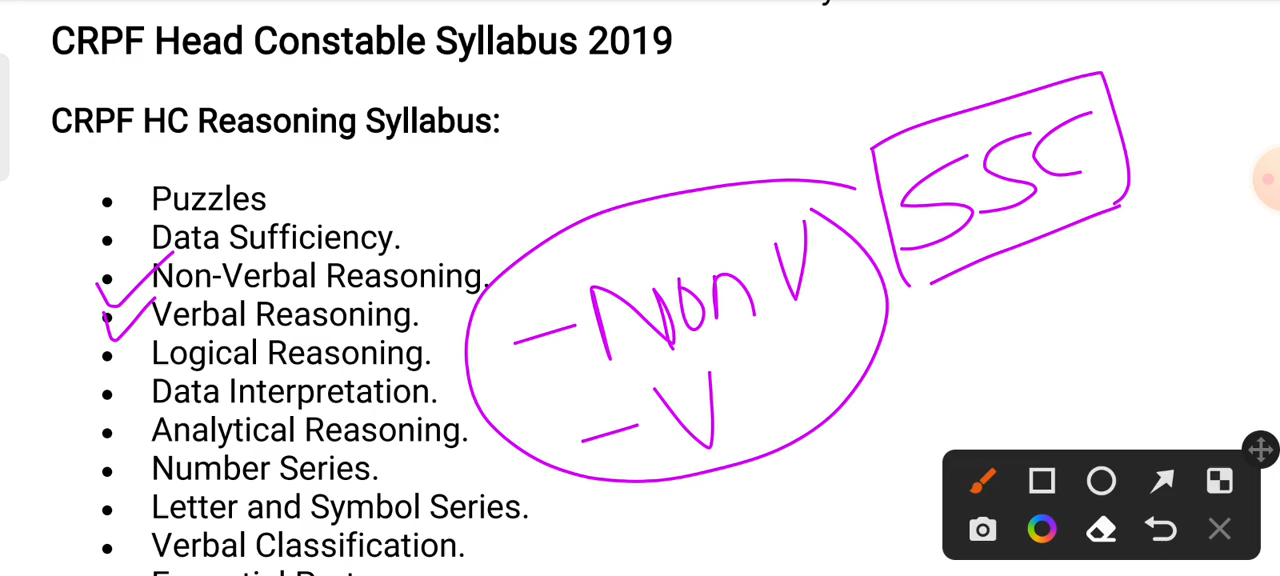 CRPF Head Constable Syllabus 2019
CRPF HC Reasoning Syllabus:
SSC
• Puzzles
• Data Sufficiency.
• Non-Verbal Reasoning.
• Verbal Reasoning.
• Logical Reasoning.
• Data Interpretation.
• Analytical Reasoning.
• Number Series.
• Letter and Symbol Series.
• Verbal Classification.
- Non V
- V